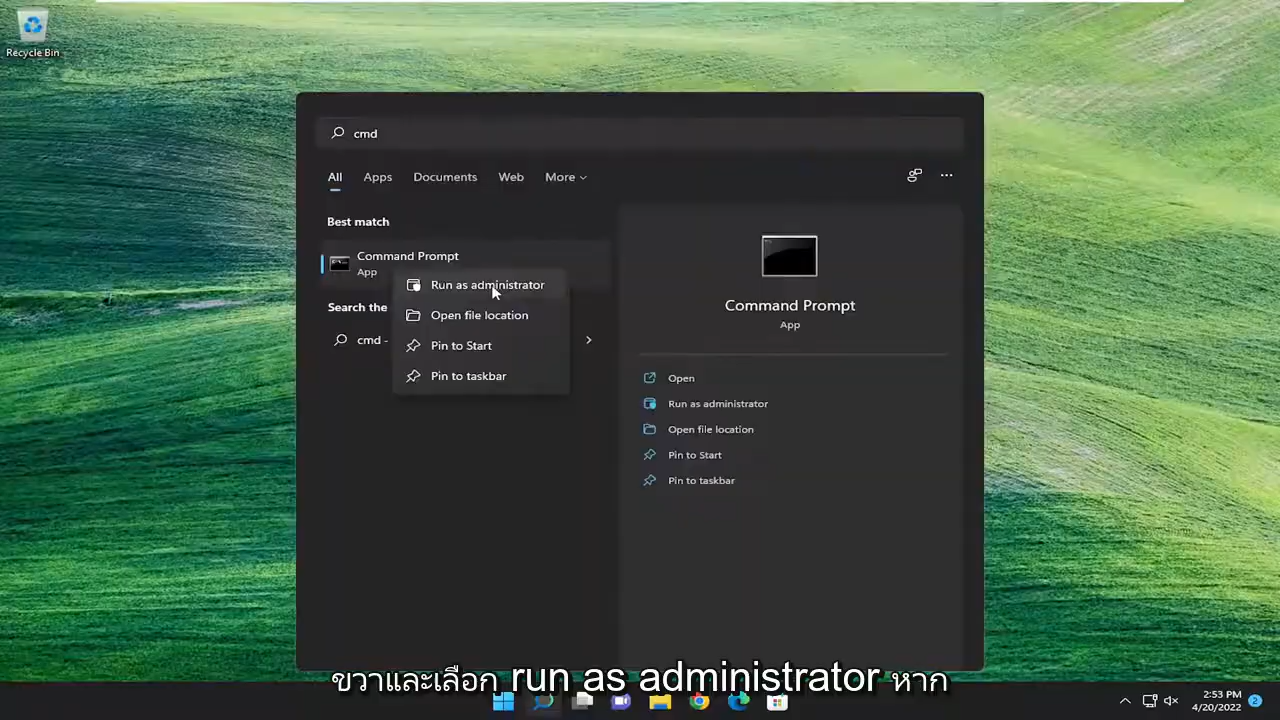 Recycle Bin
cmd
All Apps Documents Web More
Best match
Command Prompt
App
Run as administrator
Open file location
Pin to Start
Pin to taskbar
Search the
cmd -
Command Prompt
App
Open
Run as administrator
Open file location
Pin to Start
Pin to taskbar
ขวาและเลือก run as administrator หาก
2:53 PM
4/20/2022
2